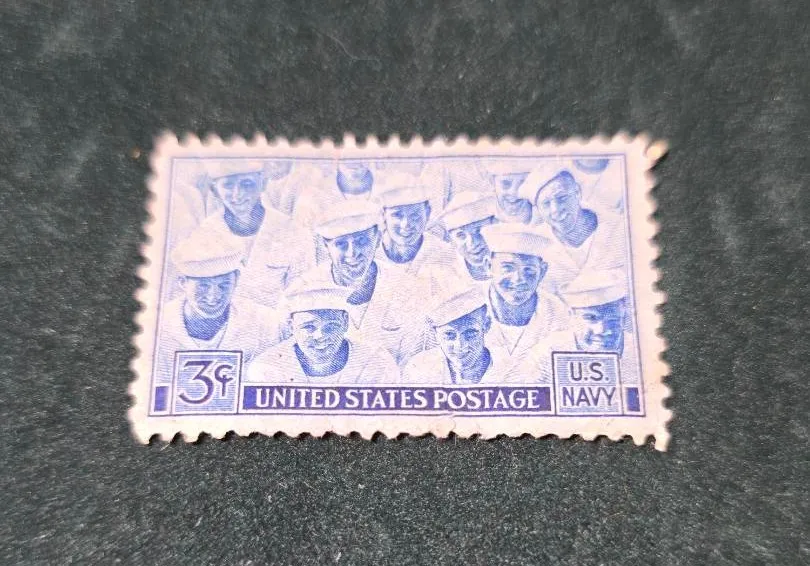 3¢
UNITED STATES POSTAGE
U.S.
NAVY